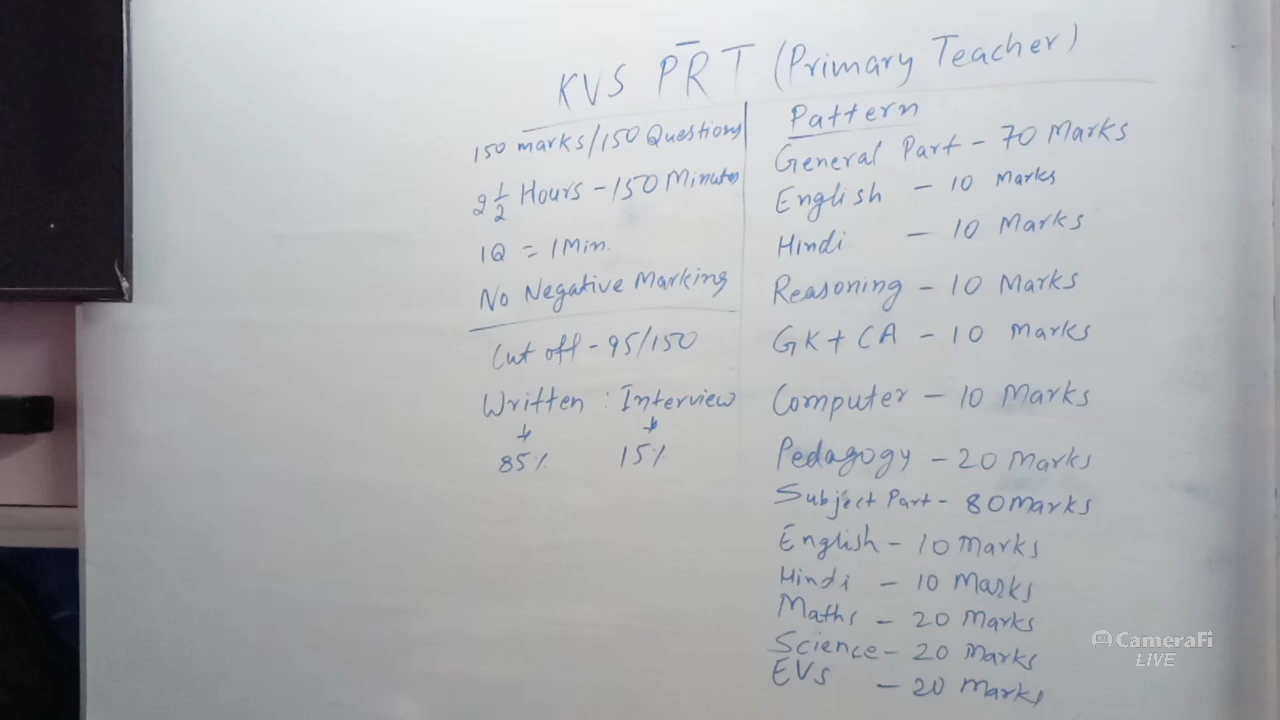 KVS PRT (Primary Teacher)
150 marks/150 Questions
2 1/2 Hours - 150 Minutes
1Q = 1Min.
No Negative Marking
Cut off - 95/150
Written : Interview
↓ ↓
85% 15%
Pattern
General Part - 70 Marks
English - 10 Marks
Hindi - 10 Marks
Reasoning - 10 Marks
GK + CA - 10 Marks
Computer - 10 Marks
Pedagogy - 20 Marks
Subject Part - 80 Marks
English - 10 Marks
Hindi - 10 Marks
Maths - 20 Marks
Science - 20 Marks
EVS - 20 Marks
CameraFi
LIVE